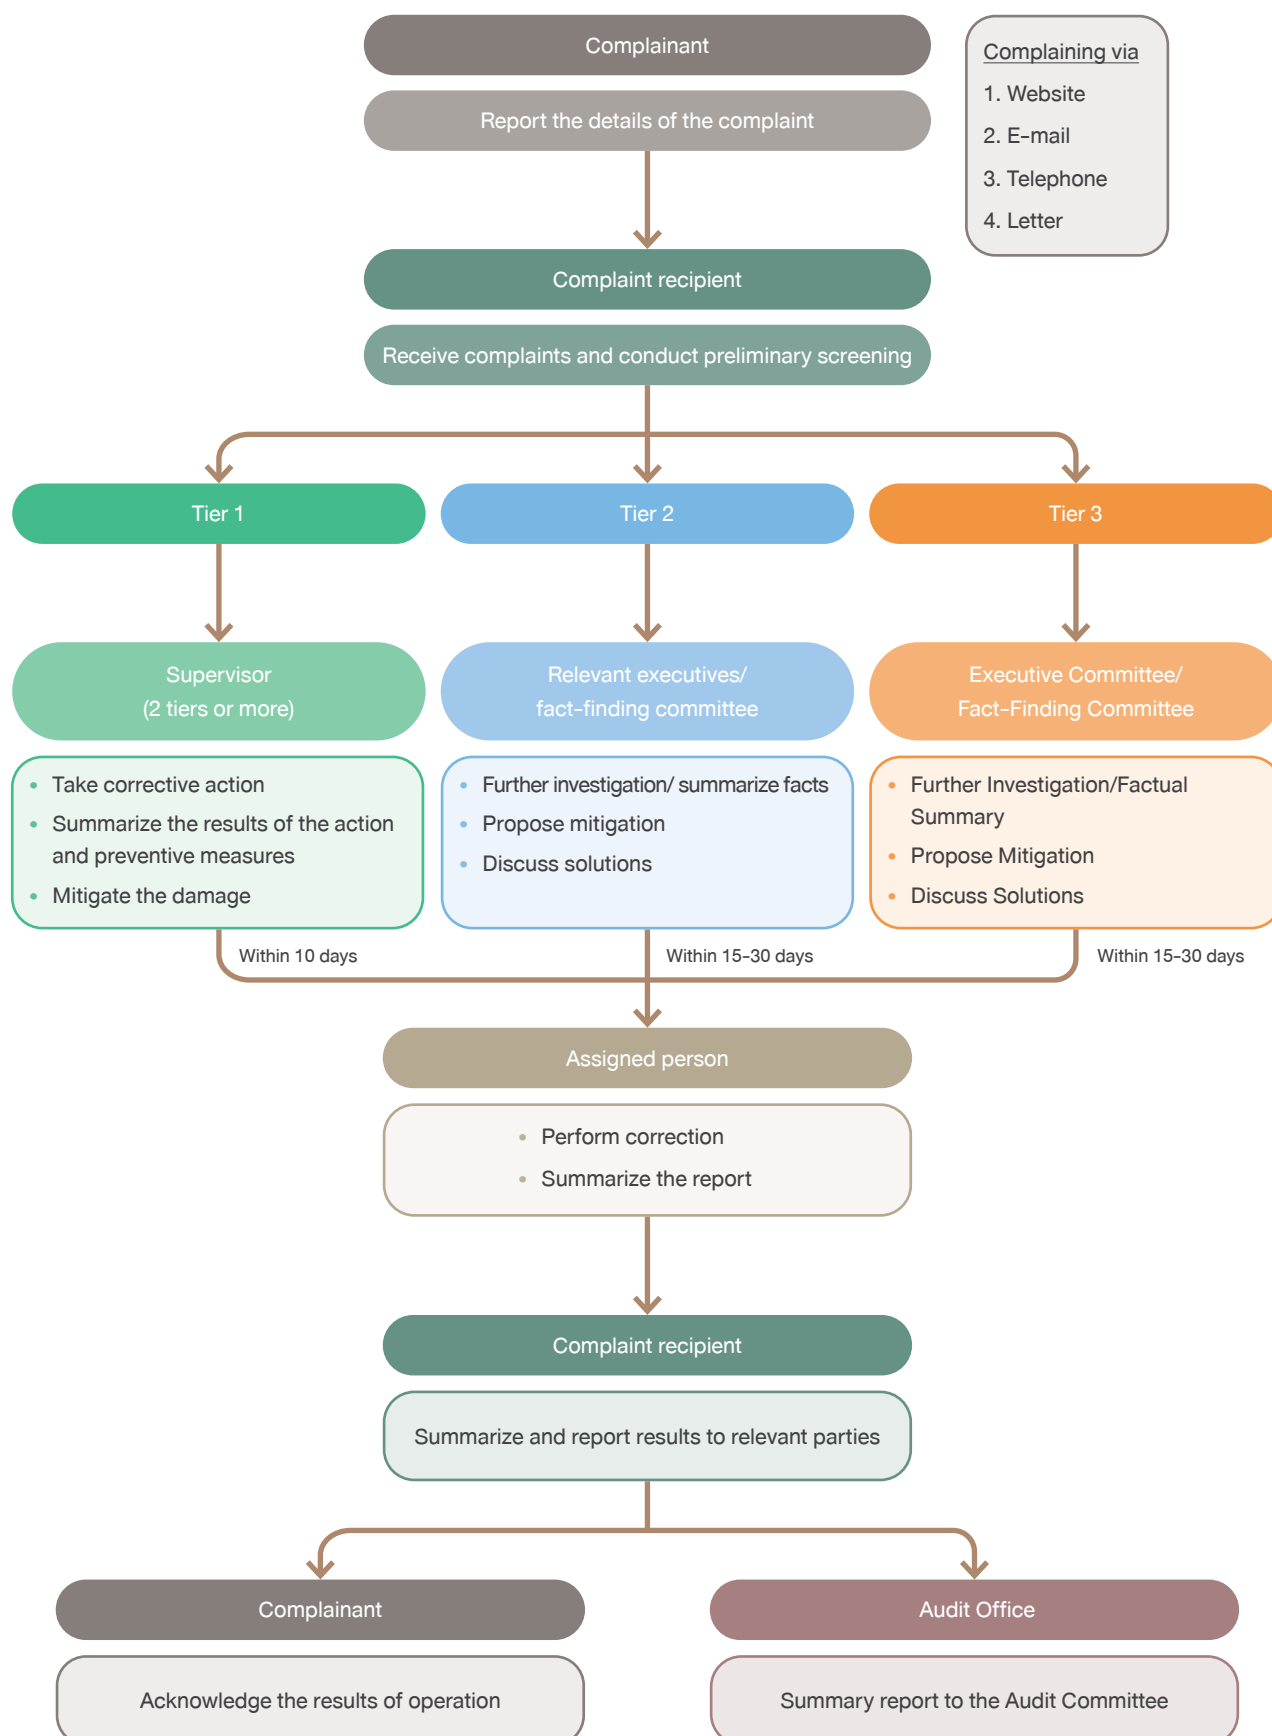 Complainant
Report the details of the complaint
Complaining via
1. Website
2. E-mail
3. Telephone
4. Letter
Complaint recipient
Receive complaints and conduct preliminary screening
Tier 1
Supervisor
(2 tiers or more)
• Take corrective action
• Summarize the results of the action
and preventive measures
• Mitigate the damage
Within 10 days
Tier 2
Relevant executives/
fact-finding committee
• Further investigation/ summarize facts
• Propose mitigation
• Discuss solutions
Within 15-30 days
Tier 3
Executive Committee/
Fact-Finding Committee
• Further Investigation/Factual
Summary
• Propose Mitigation
• Discuss Solutions
Within 15-30 days
Assigned person
• Perform correction
• Summarize the report
Complaint recipient
Summarize and report results to relevant parties
Complainant
Acknowledge the results of operation
Audit Office
Summary report to the Audit Committee